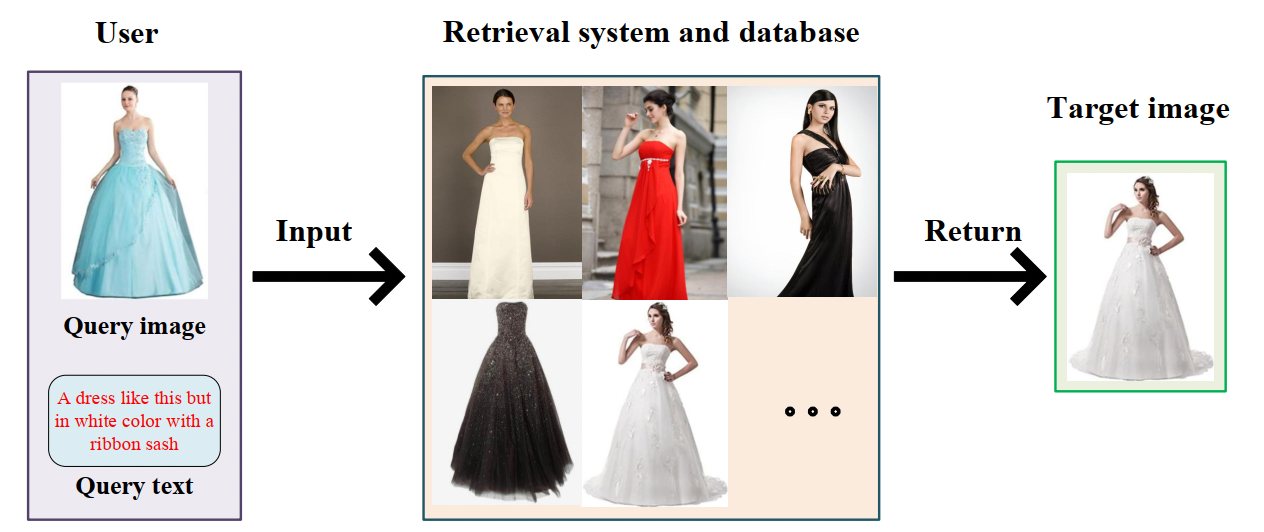 User
Retrieval system and database
Target image
Input
Return
Query image
A dress like this but
in white color with a
ribbon sash
Query text